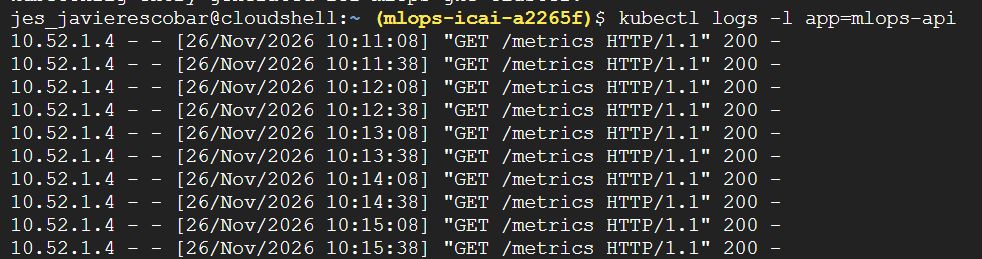 jes_javierescobar@cloudshell:~ (mlops-icai-a2265f)$ kubectl logs -l app=mlops-api
10.52.1.4 - - [26/Nov/2026 10:11:08] "GET /metrics HTTP/1.1" 200 -
10.52.1.4 - - [26/Nov/2026 10:11:38] "GET /metrics HTTP/1.1" 200 -
10.52.1.4 - - [26/Nov/2026 10:12:08] "GET /metrics HTTP/1.1" 200 -
10.52.1.4 - - [26/Nov/2026 10:12:38] "GET /metrics HTTP/1.1" 200 -
10.52.1.4 - - [26/Nov/2026 10:13:08] "GET /metrics HTTP/1.1" 200 -
10.52.1.4 - - [26/Nov/2026 10:13:38] "GET /metrics HTTP/1.1" 200 -
10.52.1.4 - - [26/Nov/2026 10:14:08] "GET /metrics HTTP/1.1" 200 -
10.52.1.4 - - [26/Nov/2026 10:14:38] "GET /metrics HTTP/1.1" 200 -
10.52.1.4 - - [26/Nov/2026 10:15:08] "GET /metrics HTTP/1.1" 200 -
10.52.1.4 - - [26/Nov/2026 10:15:38] "GET /metrics HTTP/1.1" 200 -